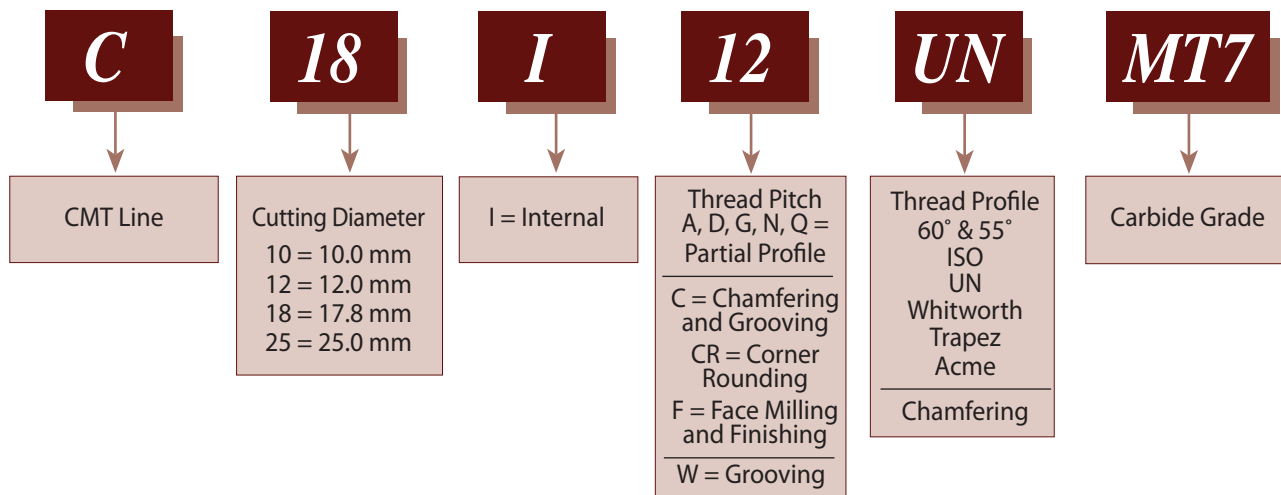 C
18
I
12
UN
MT7
CMT Line
Cutting Diameter
10 = 10.0 mm
12 = 12.0 mm
18 = 17.8 mm
25 = 25.0 mm
I = Internal
Thread Pitch
A, D, G, N, Q =
Partial Profile
C = Chamfering
and Grooving
CR = Corner
Rounding
F = Face Milling
and Finishing
W = Grooving
Thread Profile
60° & 55°
ISO
UN
Whitworth
Trapez
Acme
Chamfering
Carbide Grade